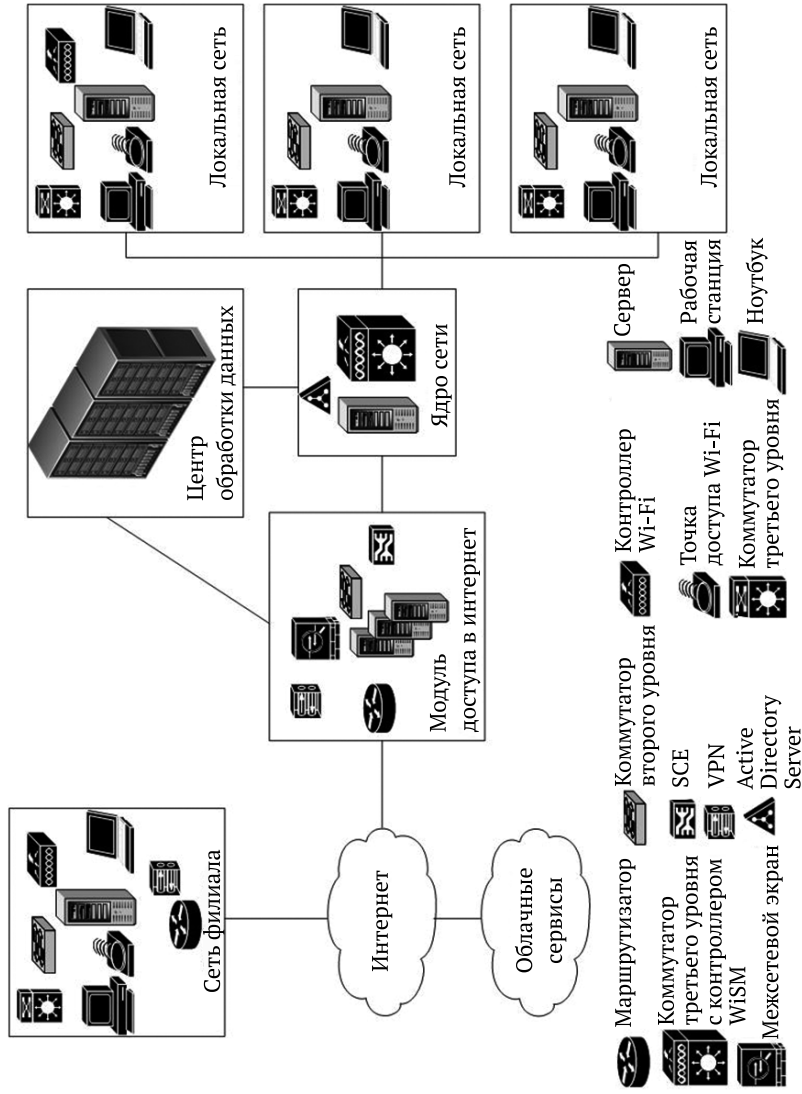 Сеть филиала
Интернет
Облачные
сервисы
Модуль
доступа в интернет
Центр
обработки данных
Ядро сети
Локальная сеть
Локальная сеть
Локальная сеть
Маршрутизатор
Коммутатор
третьего уровня
с контроллером
WiSM
Межсетевой экран
Коммутатор
второго уровня
SCE
VPN
Active
Directory
Server
Контроллер
Wi-Fi
Точка
доступа Wi-Fi
Коммутатор
третьего уровня
Сервер
Рабочая
станция
Ноутбук